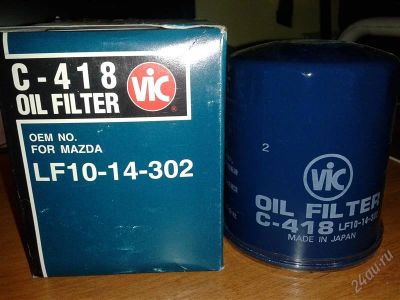 C-418
OIL FILTER
VIC
OEM NO.
FOR MAZDA
LF10-14-302
2
VIC
OIL FILTER
C-418 LF10-14-302
MADE IN JAPAN
24au.ru